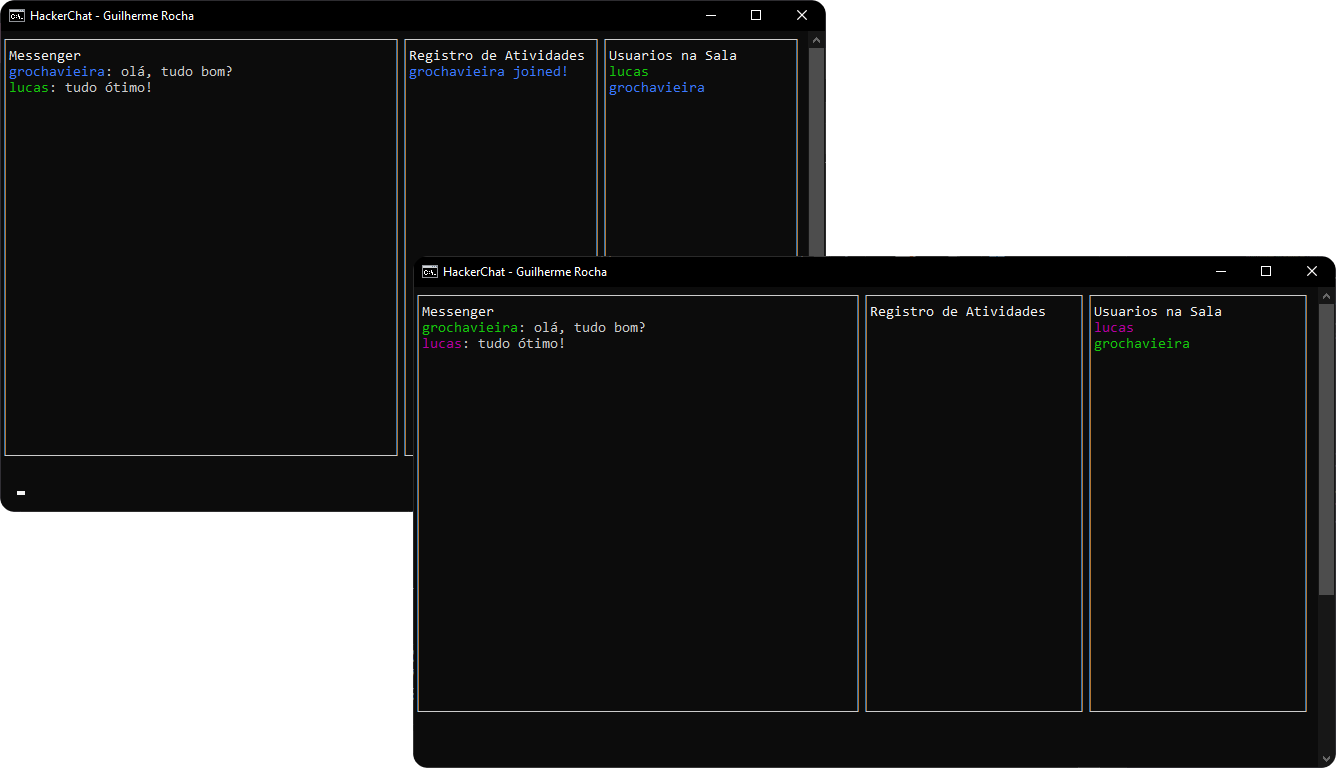 HackerChat - Guilherme Rocha
Messenger
grochavieira: olá, tudo bom?
lucas: tudo ótimo!
Registro de Atividades
grochavieira joined!
Usuarios na Sala
lucas
grochavieira
HackerChat - Guilherme Rocha
Messenger
grochavieira: olá, tudo bom?
lucas: tudo ótimo!
Registro de Atividades
Usuarios na Sala
lucas
grochavieira